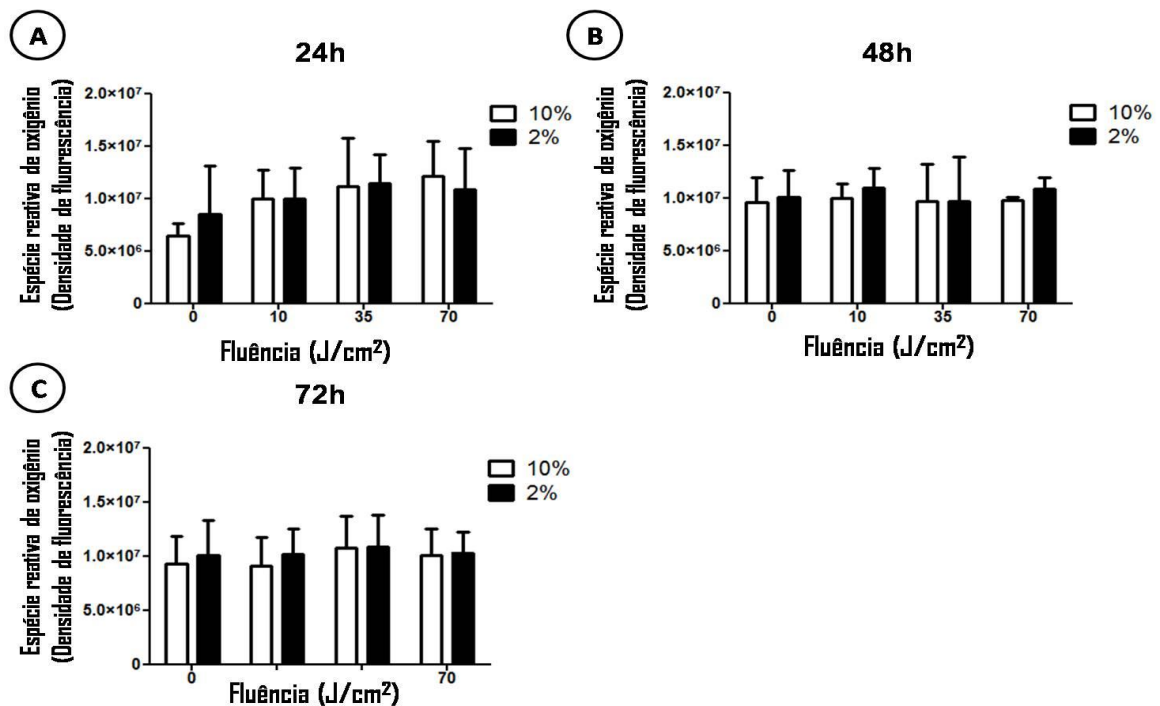 A
24h
Espécie reativa de oxigênio
(Densidade de fluorescência)
2.0×10⁷
1.5×10⁷
1.0×10⁷
5.0×10⁶
0
10%
2%
0 10 35 70
Fluência (J/cm²)
B
48h
Espécie reativa de oxigênio
(Densidade de fluorescência)
2.0×10⁷
1.5×10⁷
1.0×10⁷
5.0×10⁶
0
10%
2%
0 10 35 70
Fluência (J/cm²)
C
72h
Espécie reativa de oxigênio
(Densidade de fluorescência)
2.0×10⁷
1.5×10⁷
1.0×10⁷
5.0×10⁶
0
10%
2%
0 70
Fluência (J/cm²)